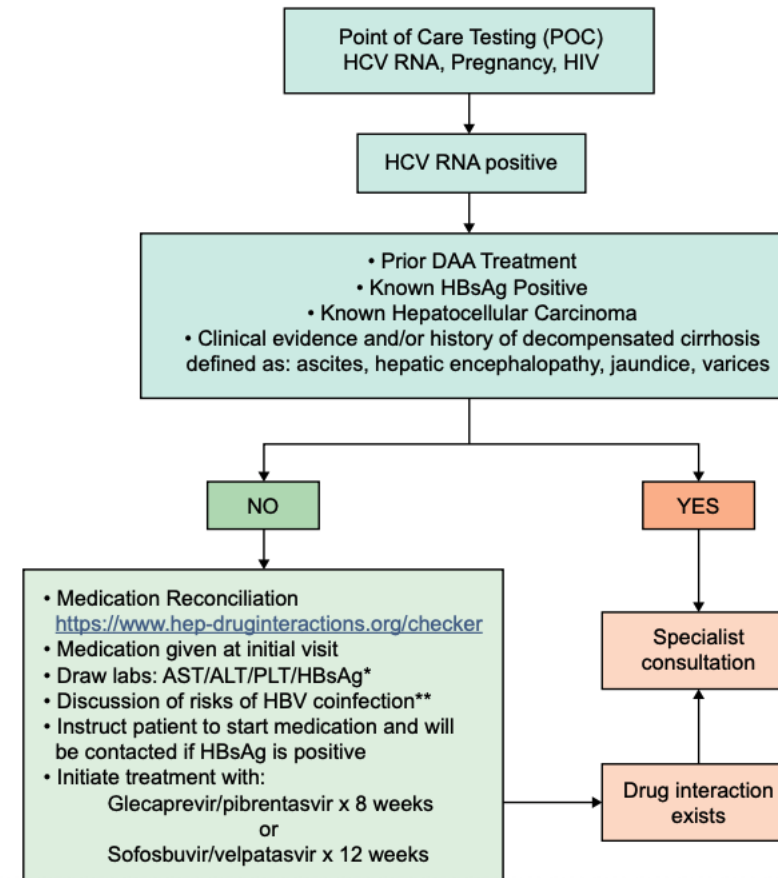 Point of Care Testing (POC)
HCV RNA, Pregnancy, HIV
HCV RNA positive
• Prior DAA Treatment
• Known HBsAg Positive
• Known Hepatocellular Carcinoma
• Clinical evidence and/or history of decompensated cirrhosis
defined as: ascites, hepatic encephalopathy, jaundice, varices
NO
YES
• Medication Reconciliation
https://www.hep-druginteractions.org/checker
• Medication given at initial visit
• Draw labs: AST/ALT/PLT/HBsAg*
• Discussion of risks of HBV coinfection**
• Instruct patient to start medication and will
be contacted if HBsAg is positive
• Initiate treatment with:
Glecaprevir/pibrentasvir x 8 weeks
or
Sofosbuvir/velpatasvir x 12 weeks
Specialist
consultation
Drug interaction
exists